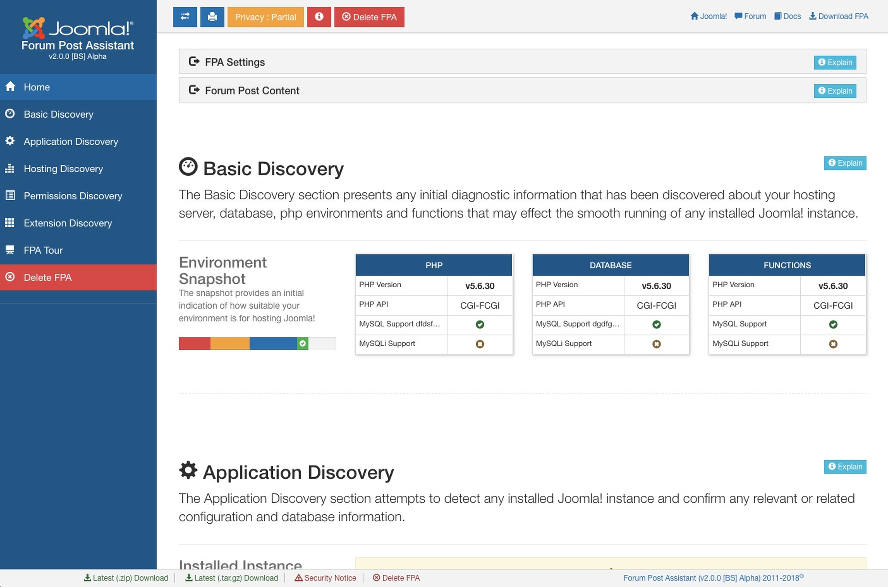 Joomla!®
Forum Post Assistant
v2.0.0 [BS] Alpha
Home
Basic Discovery
Application Discovery
Hosting Discovery
Permissions Discovery
Extension Discovery
FPA Tour
Delete FPA
Privacy : Partial
Delete FPA
Joomla!
Forum
Docs
Download FPA
FPA Settings
Explain
Forum Post Content
Explain
Basic Discovery
Explain
The Basic Discovery section presents any initial diagnostic information that has been discovered about your hosting
server, database, php environments and functions that may effect the smooth running of any installed Joomla! instance.
Environment
Snapshot
The snapshot provides an initial
indication of how suitable your
environment is for hosting Joomla!
PHP
PHP Version v5.6.30
PHP API CGI-FCGI
MySQL Support dfdsf...
MySQLi Support
DATABASE
PHP Version v5.6.30
PHP API CGI-FCGI
MySQL Support dgdfg...
MySQLi Support
FUNCTIONS
PHP Version v5.6.30
PHP API CGI-FCGI
MySQL Support
MySQLi Support
Application Discovery
Explain
The Application Discovery section attempts to detect any installed Joomla! instance and confirm any relevant or related
configuration and database information.
Installed Instance
Latest (.zip) Download
Latest (.tar.gz) Download
Security Notice
Delete FPA
Forum Post Assistant (v2.0.0 [BS] Alpha) 2011-2018©